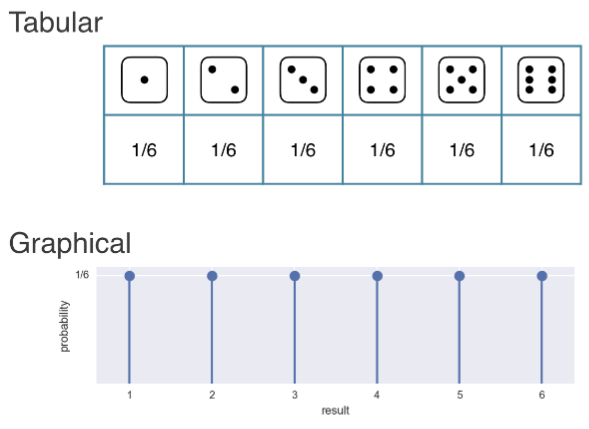 Tabular
1/6 1/6 1/6 1/6 1/6 1/6
Graphical
1/6
probability
1 2 3 4 5 6
result